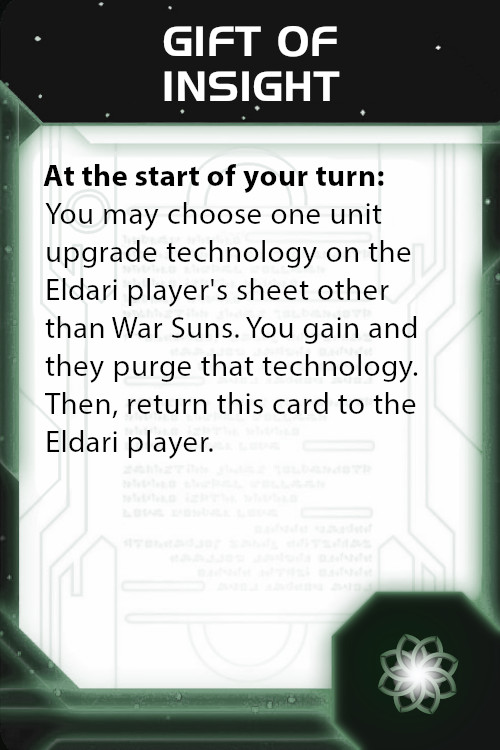 GIFT OF
INSIGHT
At the start of your turn:
You may choose one unit
upgrade technology on the
Eldari player's sheet other
than War Suns. You gain and
they purge that technology.
Then, return this card to the
Eldari player.